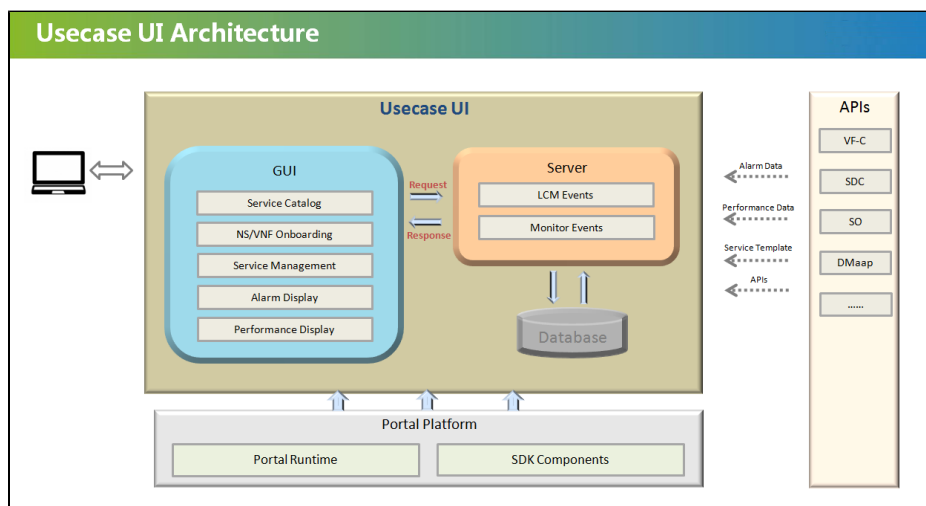 Usecase UI Architecture
Usecase UI
GUI
Service Catalog
NS/VNF Onboarding
Service Management
Alarm Display
Performance Display
Request
Response
Server
LCM Events
Monitor Events
Database
Alarm Data
Performance Data
Service Template
APIs
APIs
VF-C
SDC
SO
DMaap
......
Portal Platform
Portal Runtime
SDK Components